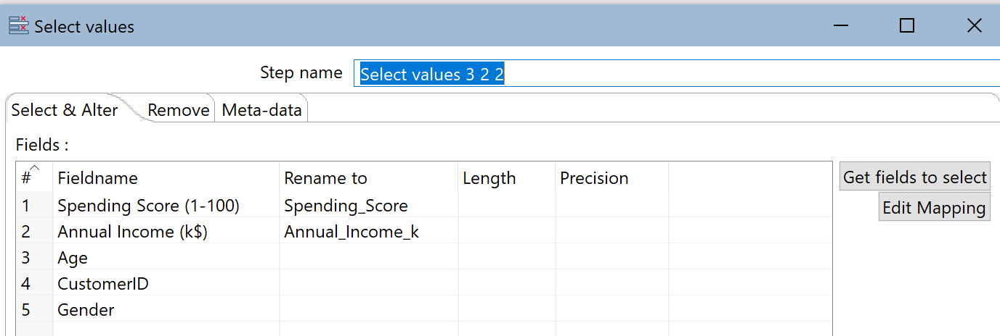 Select values
Step name Select values 3 2 2
Select & Alter Remove Meta-data
Fields :
# Fieldname Rename to Length Precision
Get fields to select
1 Spending Score (1-100) Spending_Score
Edit Mapping
2 Annual Income (k$) Annual_Income_k
3 Age
4 CustomerID
5 Gender